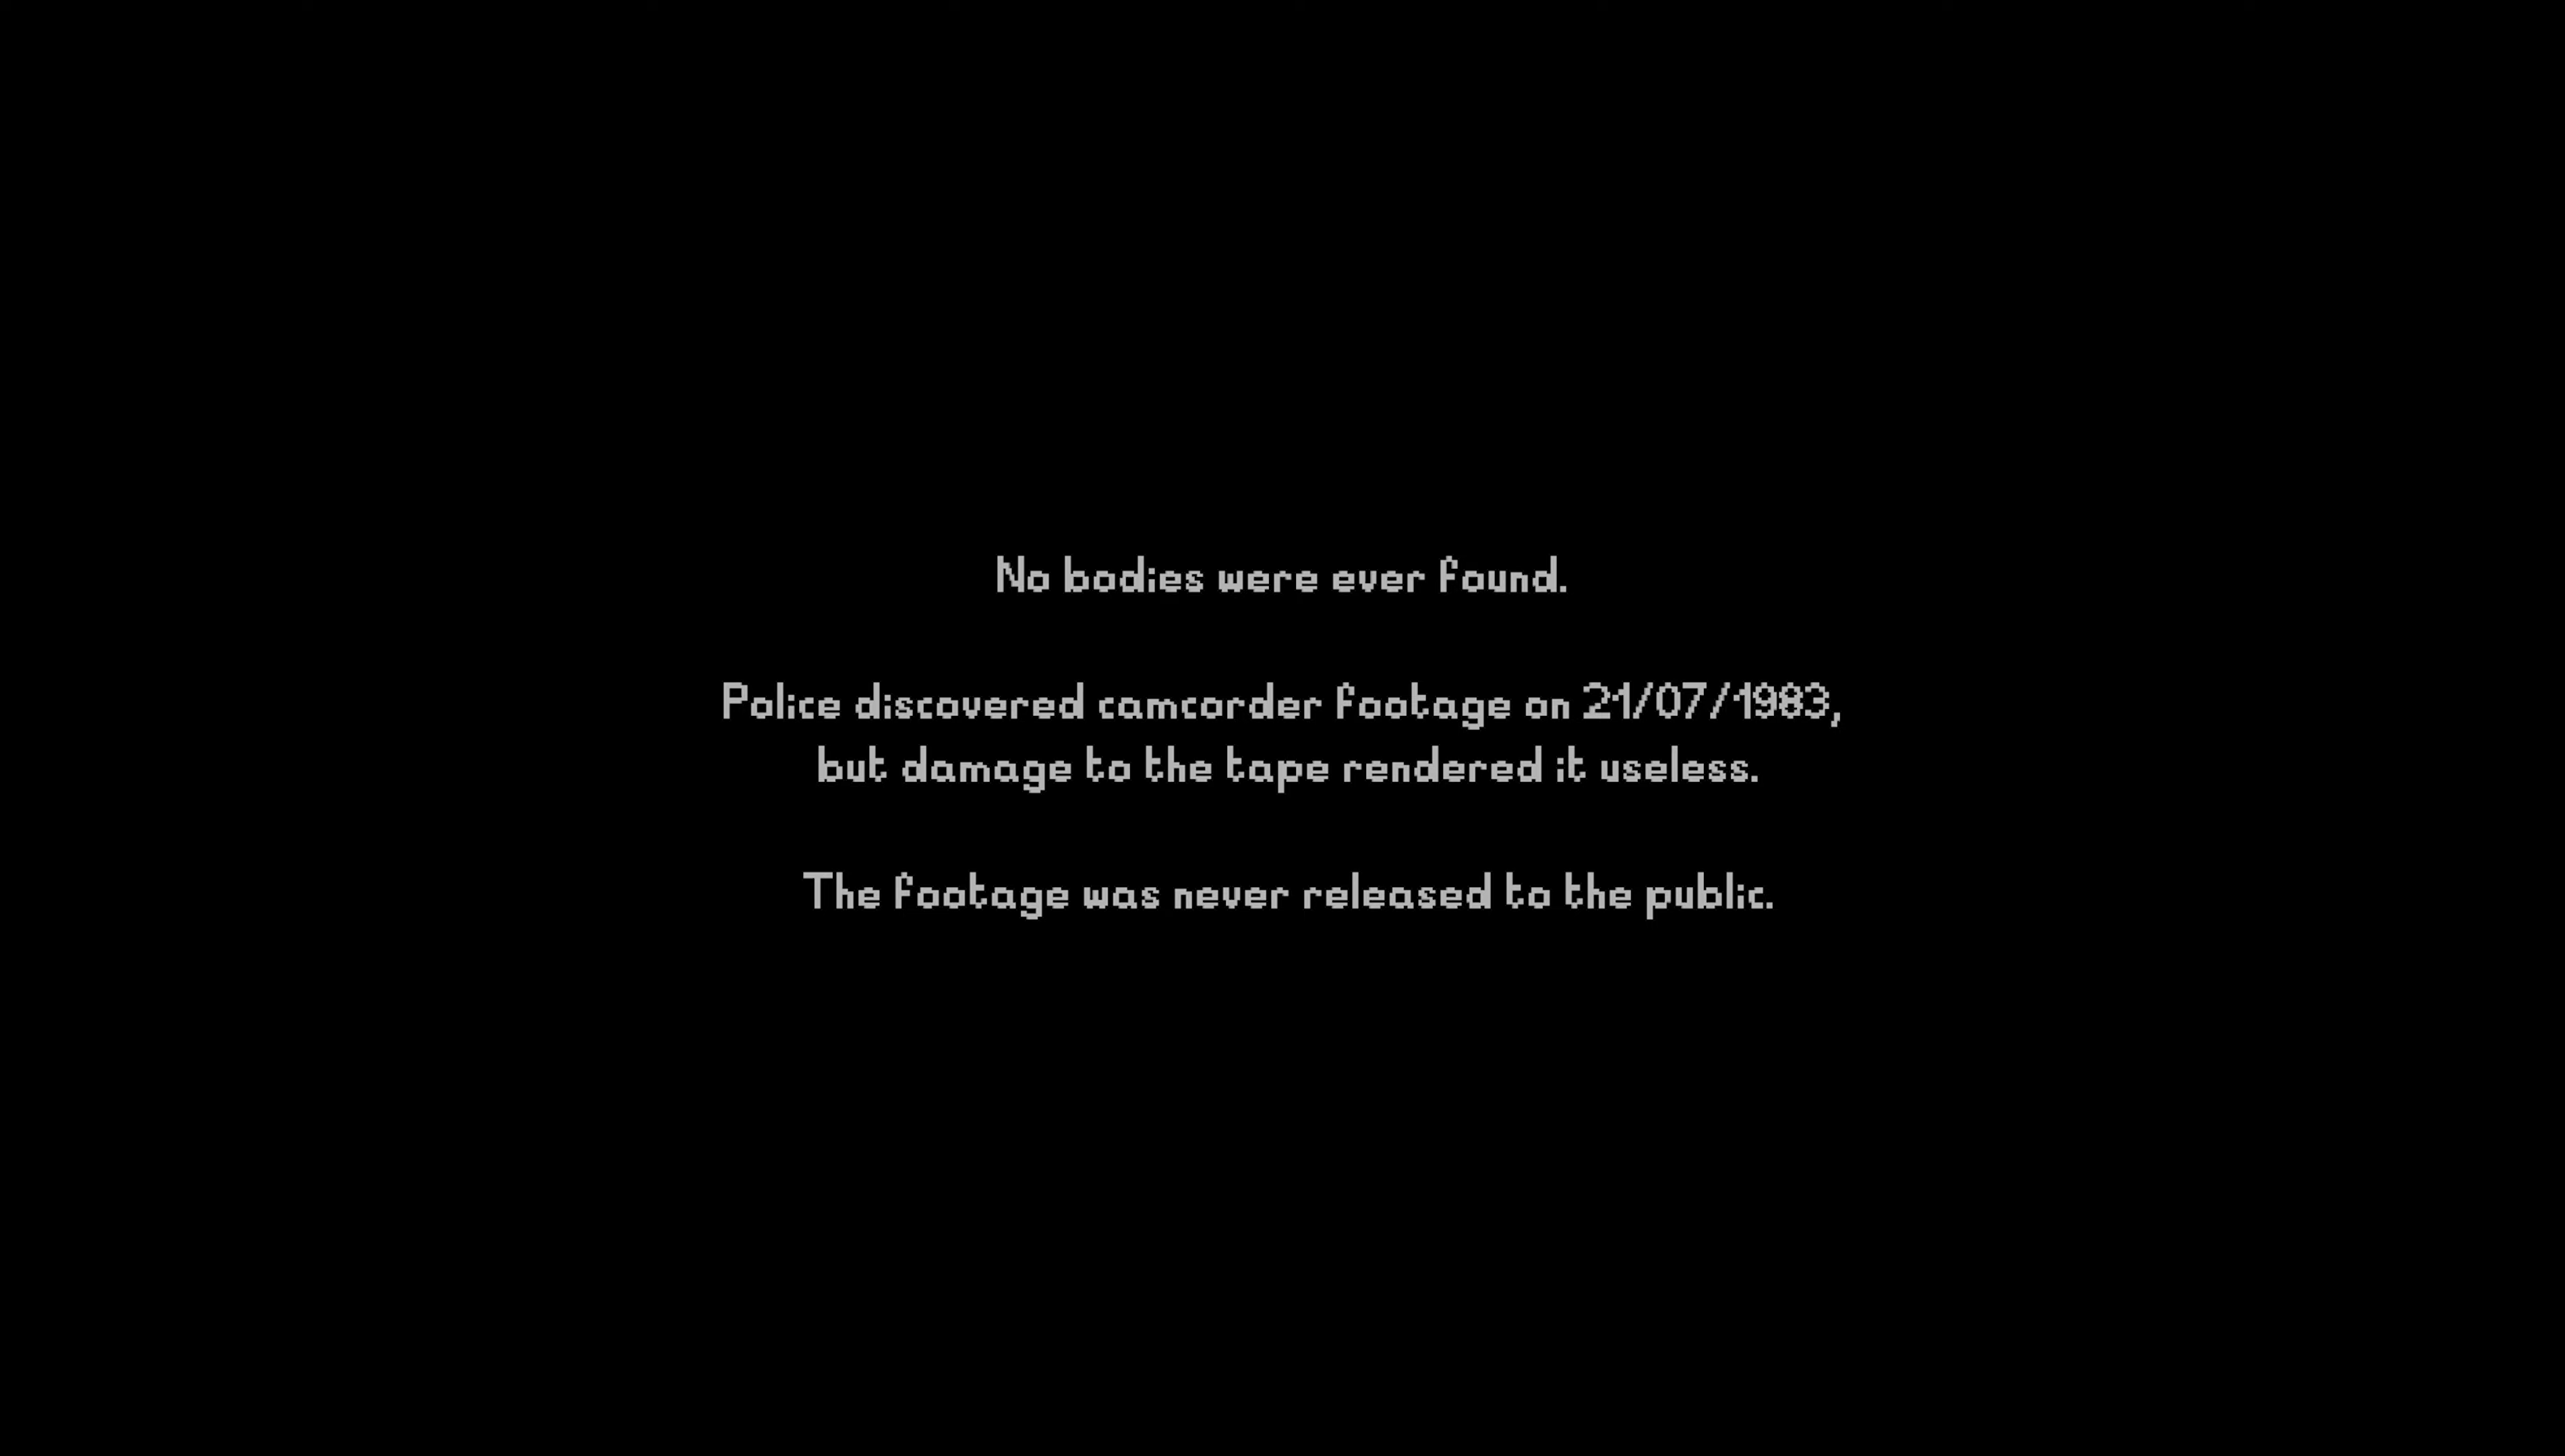 No bodies were ever found.
Police discovered camcorder footage on 21/07/1983,
but damage to the tape rendered it useless.
The footage was never released to the public.